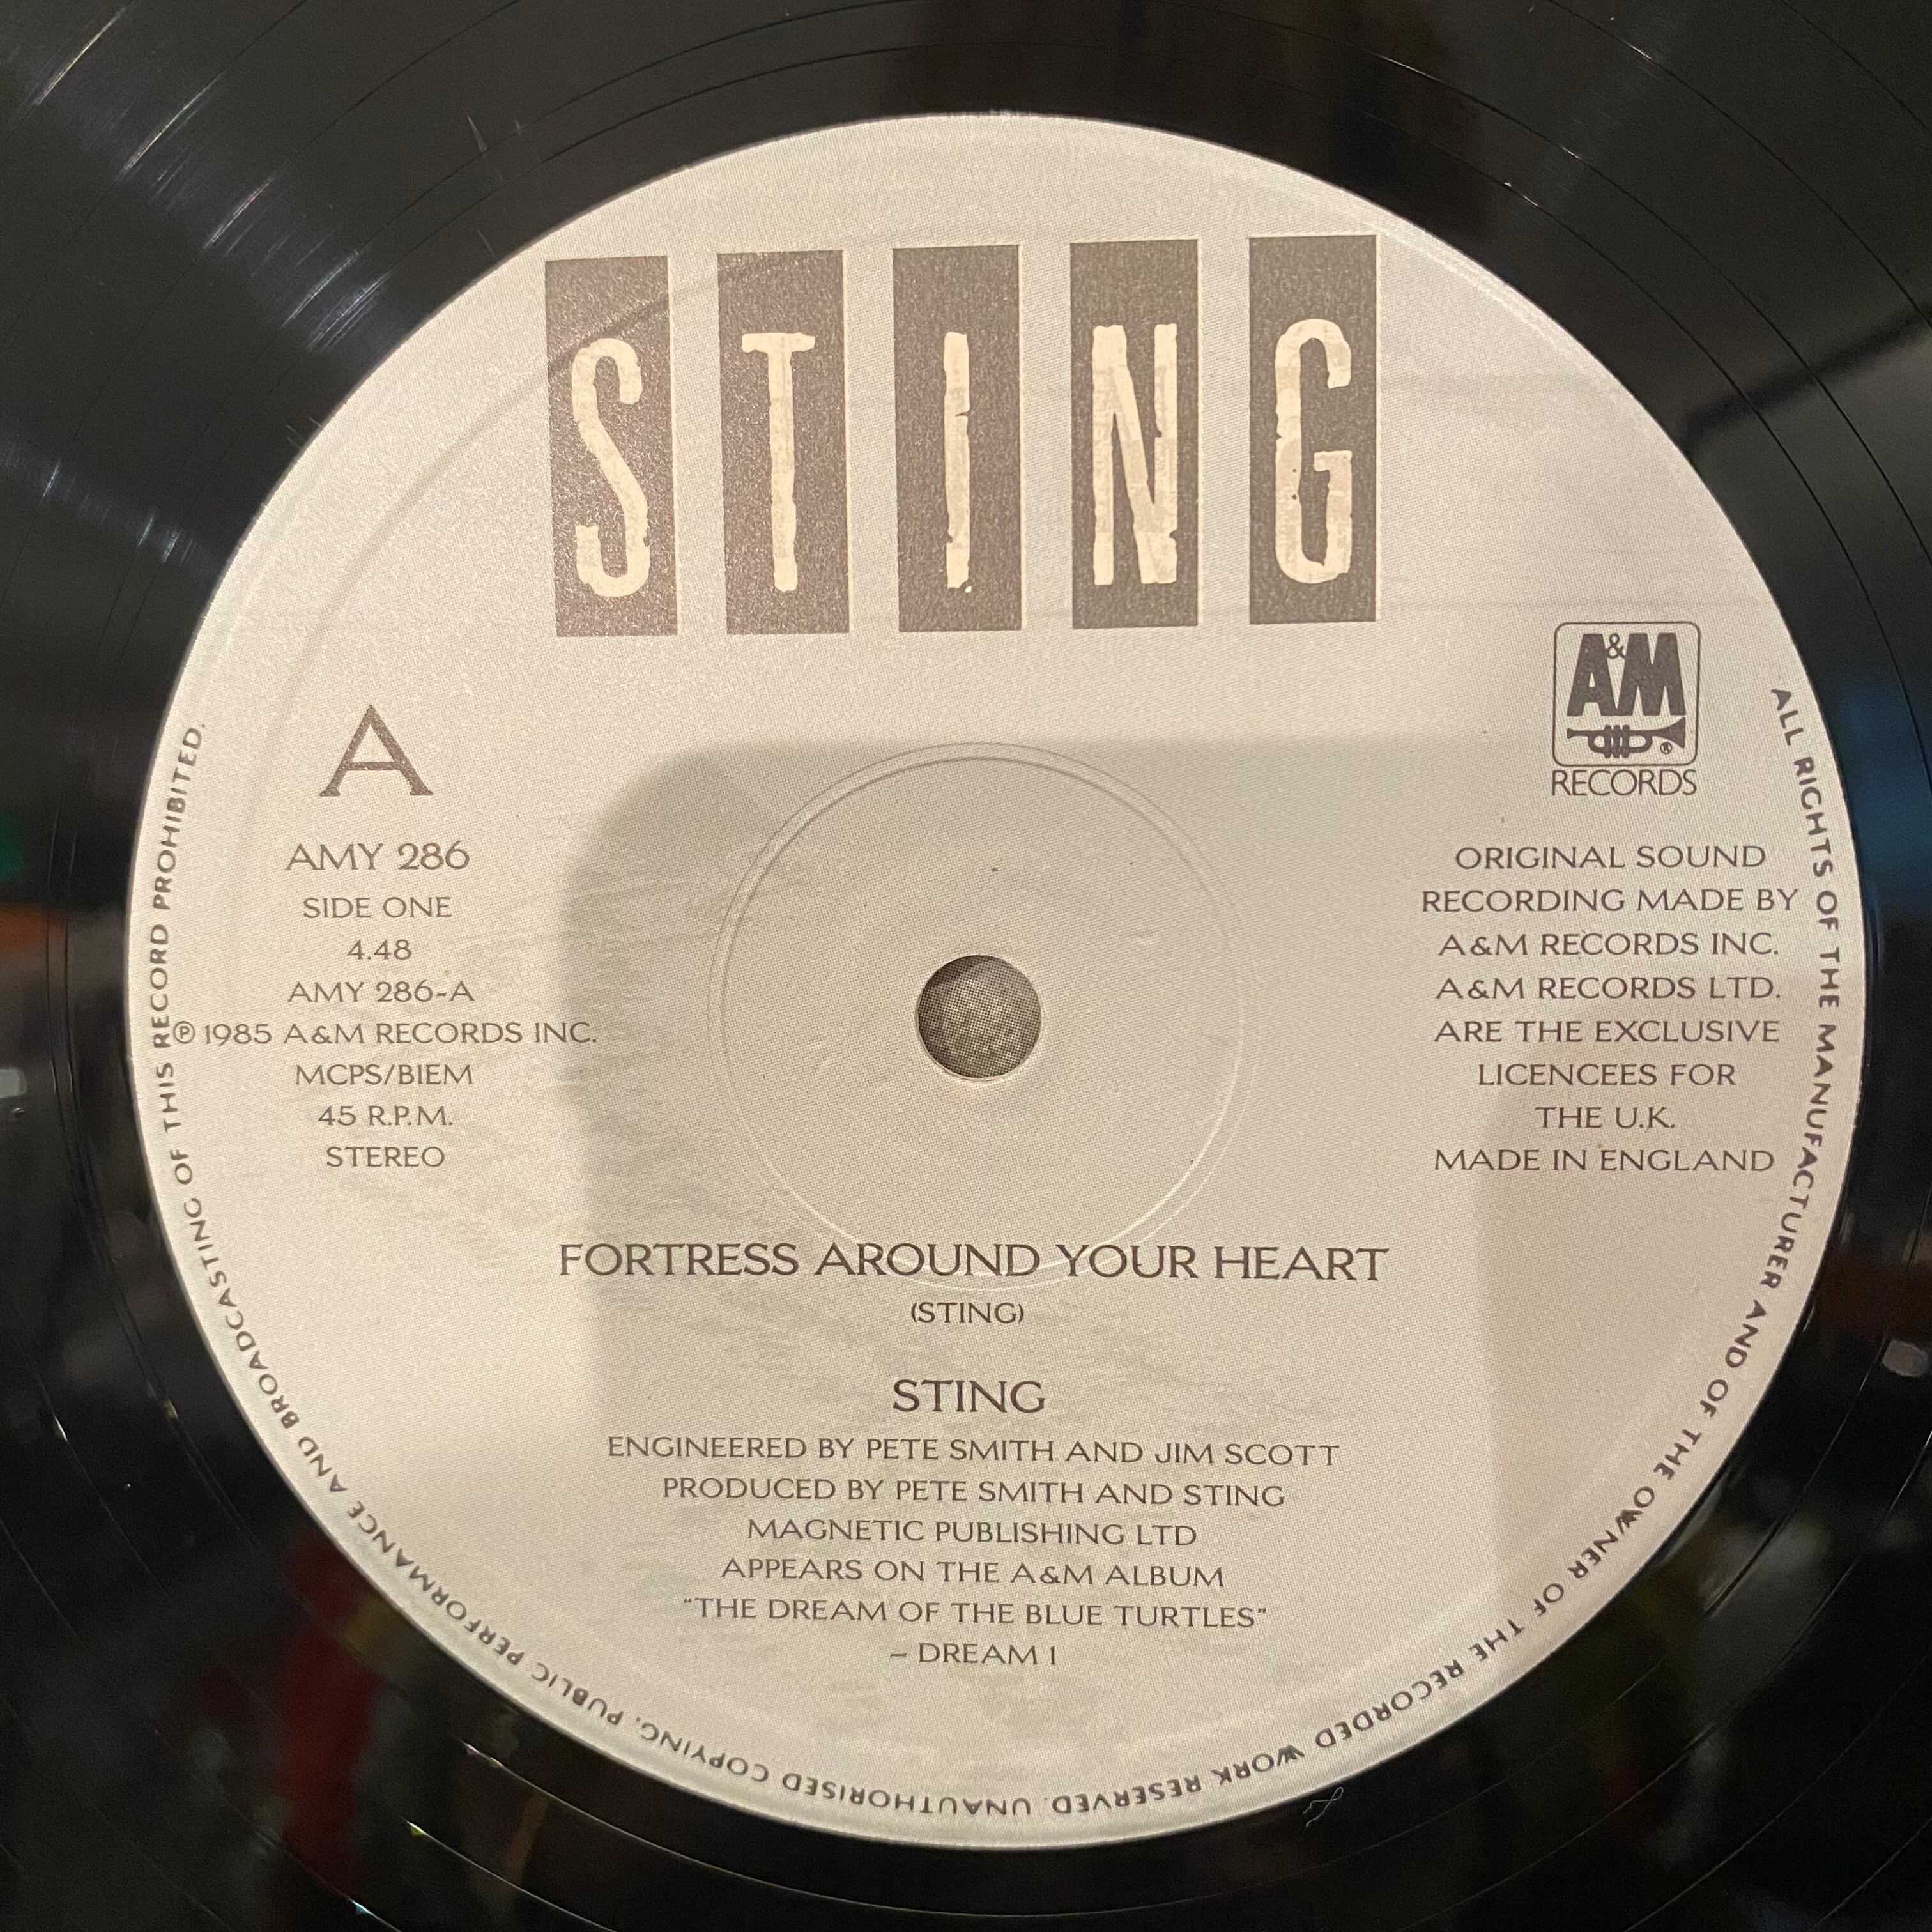 STING
A
AMY 286
SIDE ONE
4.48
AMY 286-A
℗ 1985 A&M RECORDS INC.
MCPS/BIEM
45 R.P.M.
STEREO
A&M
®
RECORDS
ORIGINAL SOUND
RECORDING MADE BY
A&M RECORDS INC.
A&M RECORDS LTD.
ARE THE EXCLUSIVE
LICENCEES FOR
THE U.K.
MADE IN ENGLAND
FORTRESS AROUND YOUR HEART
(STING)
STING
ENGINEERED BY PETE SMITH AND JIM SCOTT
PRODUCED BY PETE SMITH AND STING
MAGNETIC PUBLISHING LTD
APPEARS ON THE A&M ALBUM
"THE DREAM OF THE BLUE TURTLES"
– DREAM 1
ALL RIGHTS OF THE MANUFACTURER AND OF THE OWNER OF THE RECORDED WORK RESERVED. UNAUTHORISED COPYING, PUBLIC PERFORMANCE AND BROADCASTING OF THIS RECORD PROHIBITED.